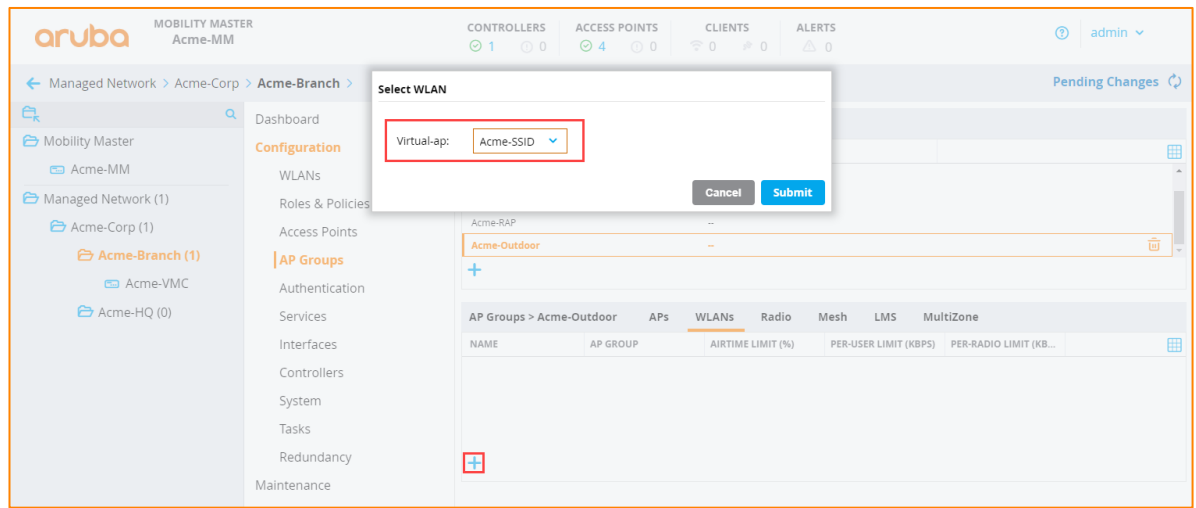 aruba
MOBILITY MASTER
Acme-MM
CONTROLLERS
1 0
ACCESS POINTS
4 0
CLIENTS
0 0
ALERTS
0
? admin
Managed Network > Acme-Corp > Acme-Branch >
Pending Changes
Select WLAN
Virtual-ap: Acme-SSID
Cancel Submit
Mobility Master
Acme-MM
Managed Network (1)
Acme-Corp (1)
Acme-Branch (1)
Acme-VMC
Acme-HQ (0)
Dashboard
Configuration
WLANs
Roles & Policies
Access Points
AP Groups
Authentication
Services
Interfaces
Controllers
System
Tasks
Redundancy
Maintenance
Acme-RAP --
Acme-Outdoor --
+
AP Groups > Acme-Outdoor APs WLANs Radio Mesh LMS MultiZone
NAME AP GROUP AIRTIME LIMIT (%) PER-USER LIMIT (KBPS) PER-RADIO LIMIT (KB...
+